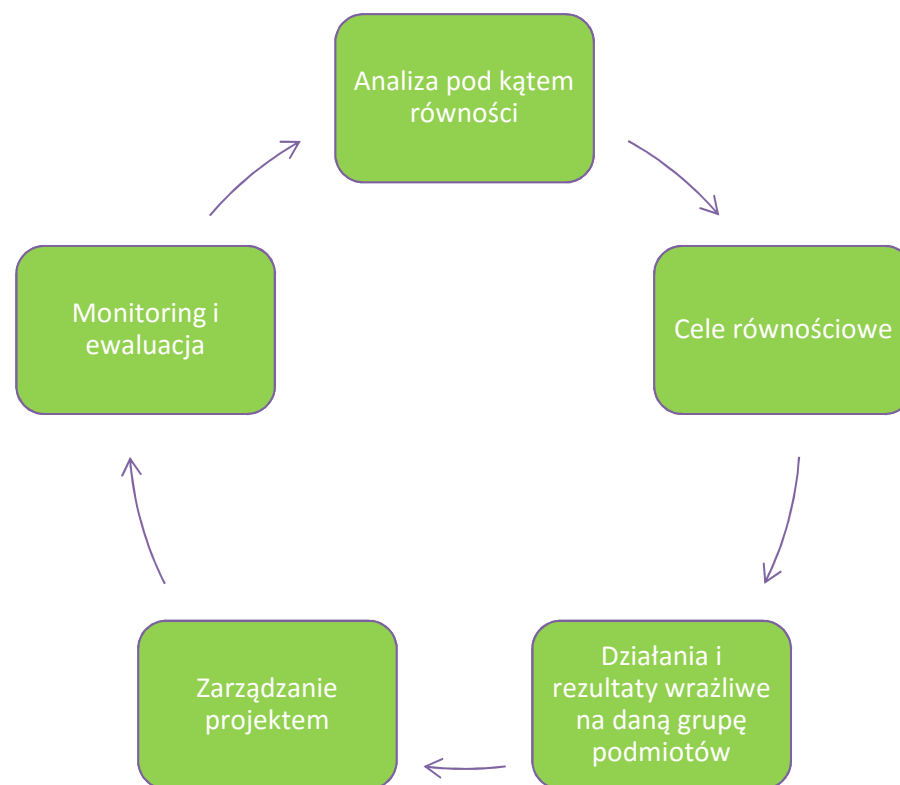 Analiza pod kątem
równości
Cele równościowe
Działania i
rezultaty wrażliwe
na daną grupę
podmiotów
Zarządzanie
projektem
Monitoring i
ewaluacja